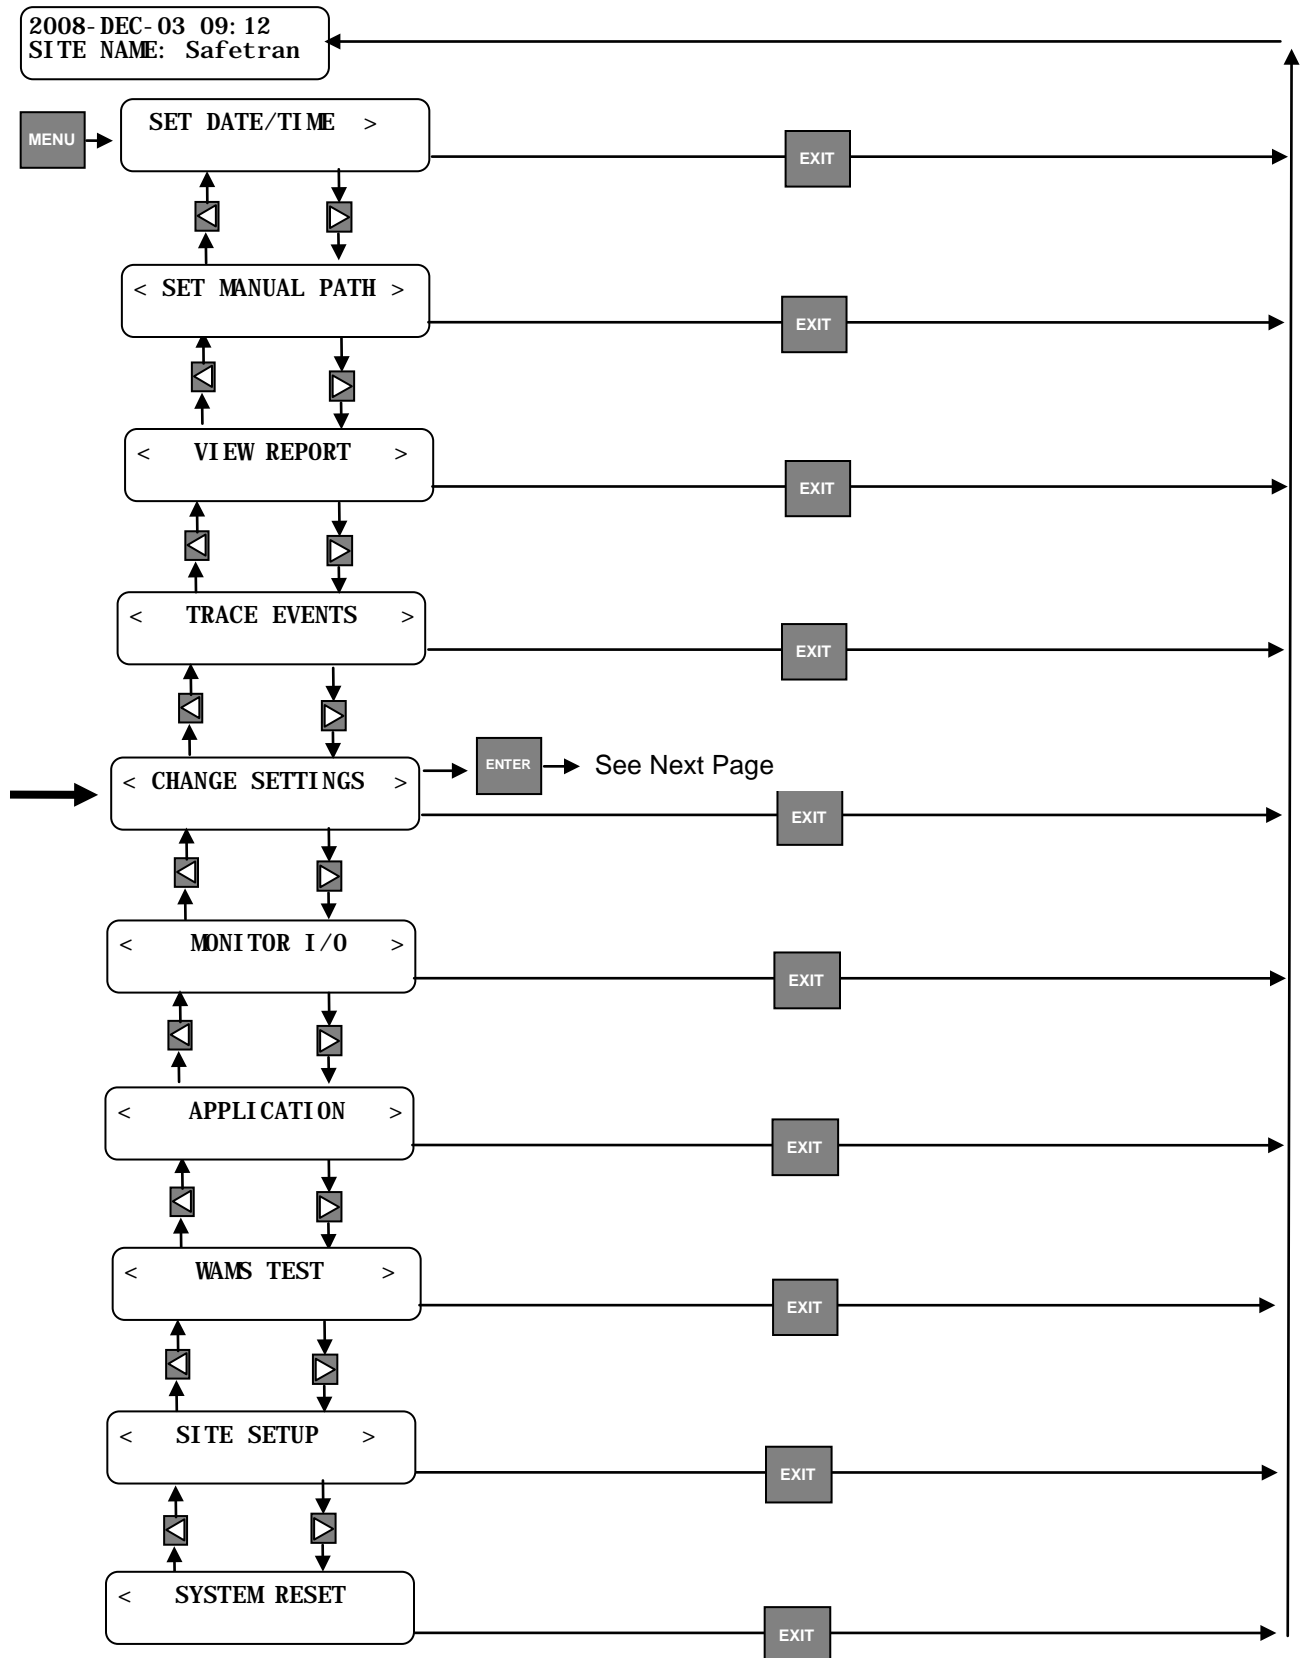 2008-DEC-03 09:12
SITE NAME: Safetran
MENU
SET DATE/TIME >
EXIT
< SET MANUAL PATH >
EXIT
< VIEW REPORT >
EXIT
< TRACE EVENTS >
EXIT
< CHANGE SETTINGS >
ENTER
See Next Page
EXIT
< MONITOR I/O >
EXIT
< APPLICATION >
EXIT
< WAMS TEST >
EXIT
< SITE SETUP >
EXIT
< SYSTEM RESET
EXIT